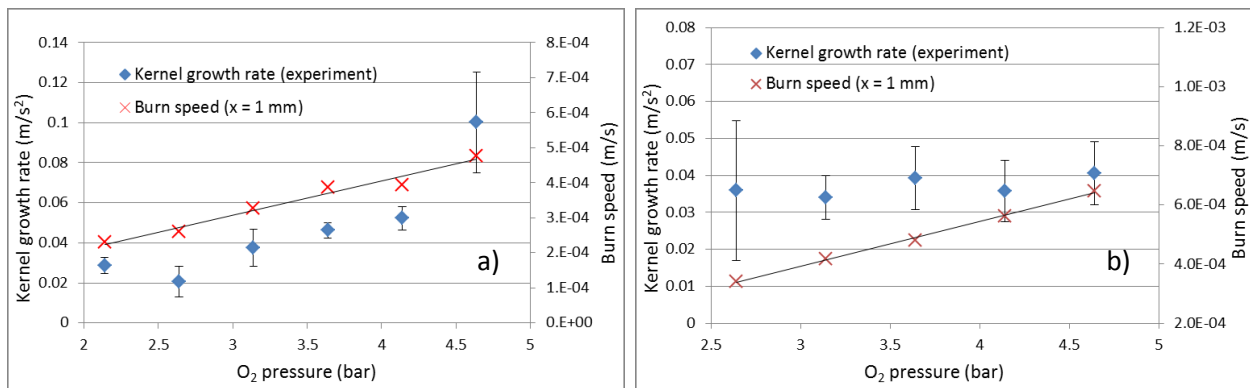 0.14
0.12
0.1
0.08
0.06
0.04
0.02
0
Kernel growth rate (m/s²)
Kernel growth rate (experiment)
Burn speed (x = 1 mm)
8.E-04
7.E-04
6.E-04
5.E-04
4.E-04
3.E-04
2.E-04
1.E-04
0.E+00
Burn speed (m/s)
a)
2 2.5 3 3.5 4 4.5 5
O₂ pressure (bar)
0.08
0.07
0.06
0.05
0.04
0.03
0.02
0.01
0
Kernel growth rate (m/s²)
Kernel growth rate (experiment)
Burn speed (x = 1 mm)
1.2E-03
1.0E-03
8.0E-04
6.0E-04
4.0E-04
2.0E-04
Burn speed (m/s)
b)
2.5 3 3.5 4 4.5 5
O₂ pressure (bar)